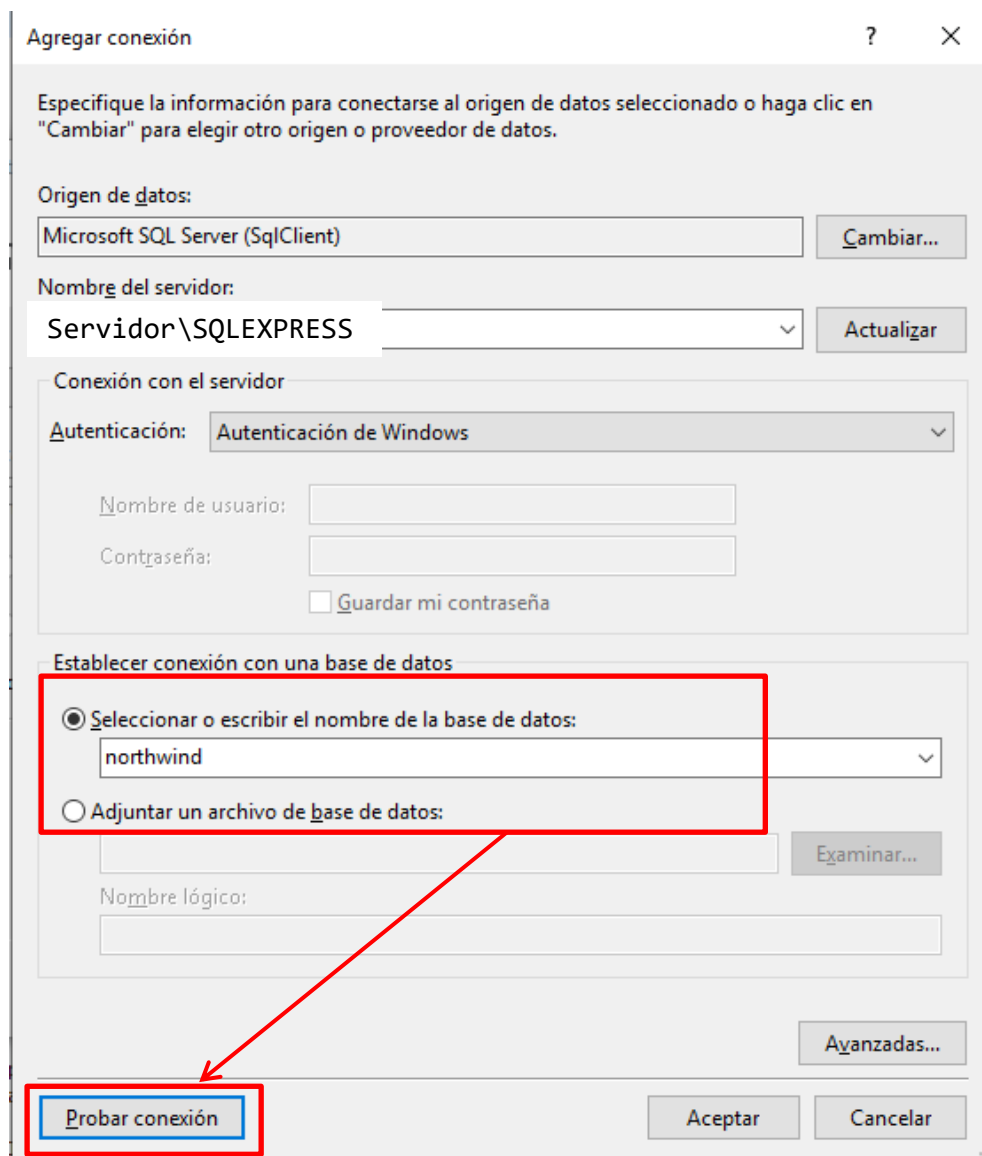 Agregar conexión
?
Especifique la información para conectarse al origen de datos seleccionado o haga clic en
"Cambiar" para elegir otro origen o proveedor de datos.
Origen de datos:
Microsoft SQL Server (SqlClient)
Cambiar...
Nombre del servidor:
Servidor\SQLEXPRESS
Actualizar
Conexión con el servidor
Autenticación:
Autenticación de Windows
Nombre de usuario:
Contraseña:
Guardar mi contraseña
Establecer conexión con una base de datos
Seleccionar o escribir el nombre de la base de datos:
northwind
Adjuntar un archivo de base de datos:
Examinar...
Nombre lógico:
Avanzadas...
Probar conexión
Aceptar
Cancelar